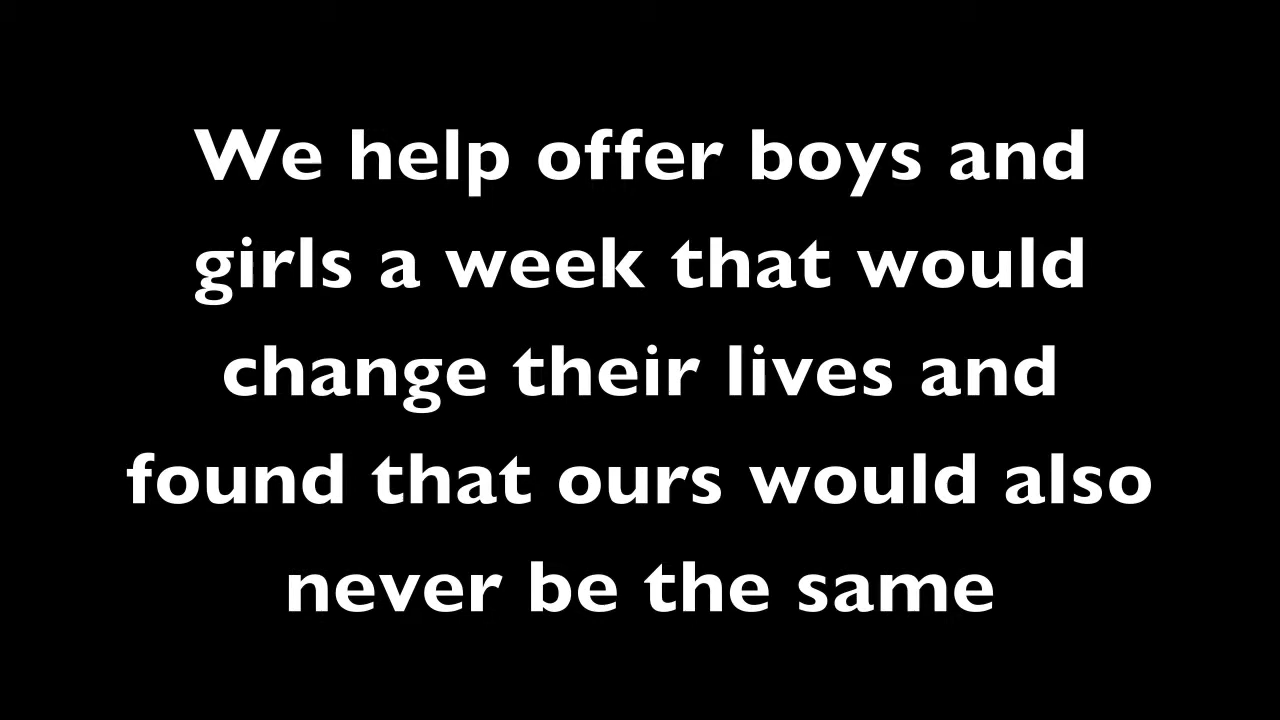 We help offer boys and
girls a week that would
change their lives and
found that ours would also
never be the same